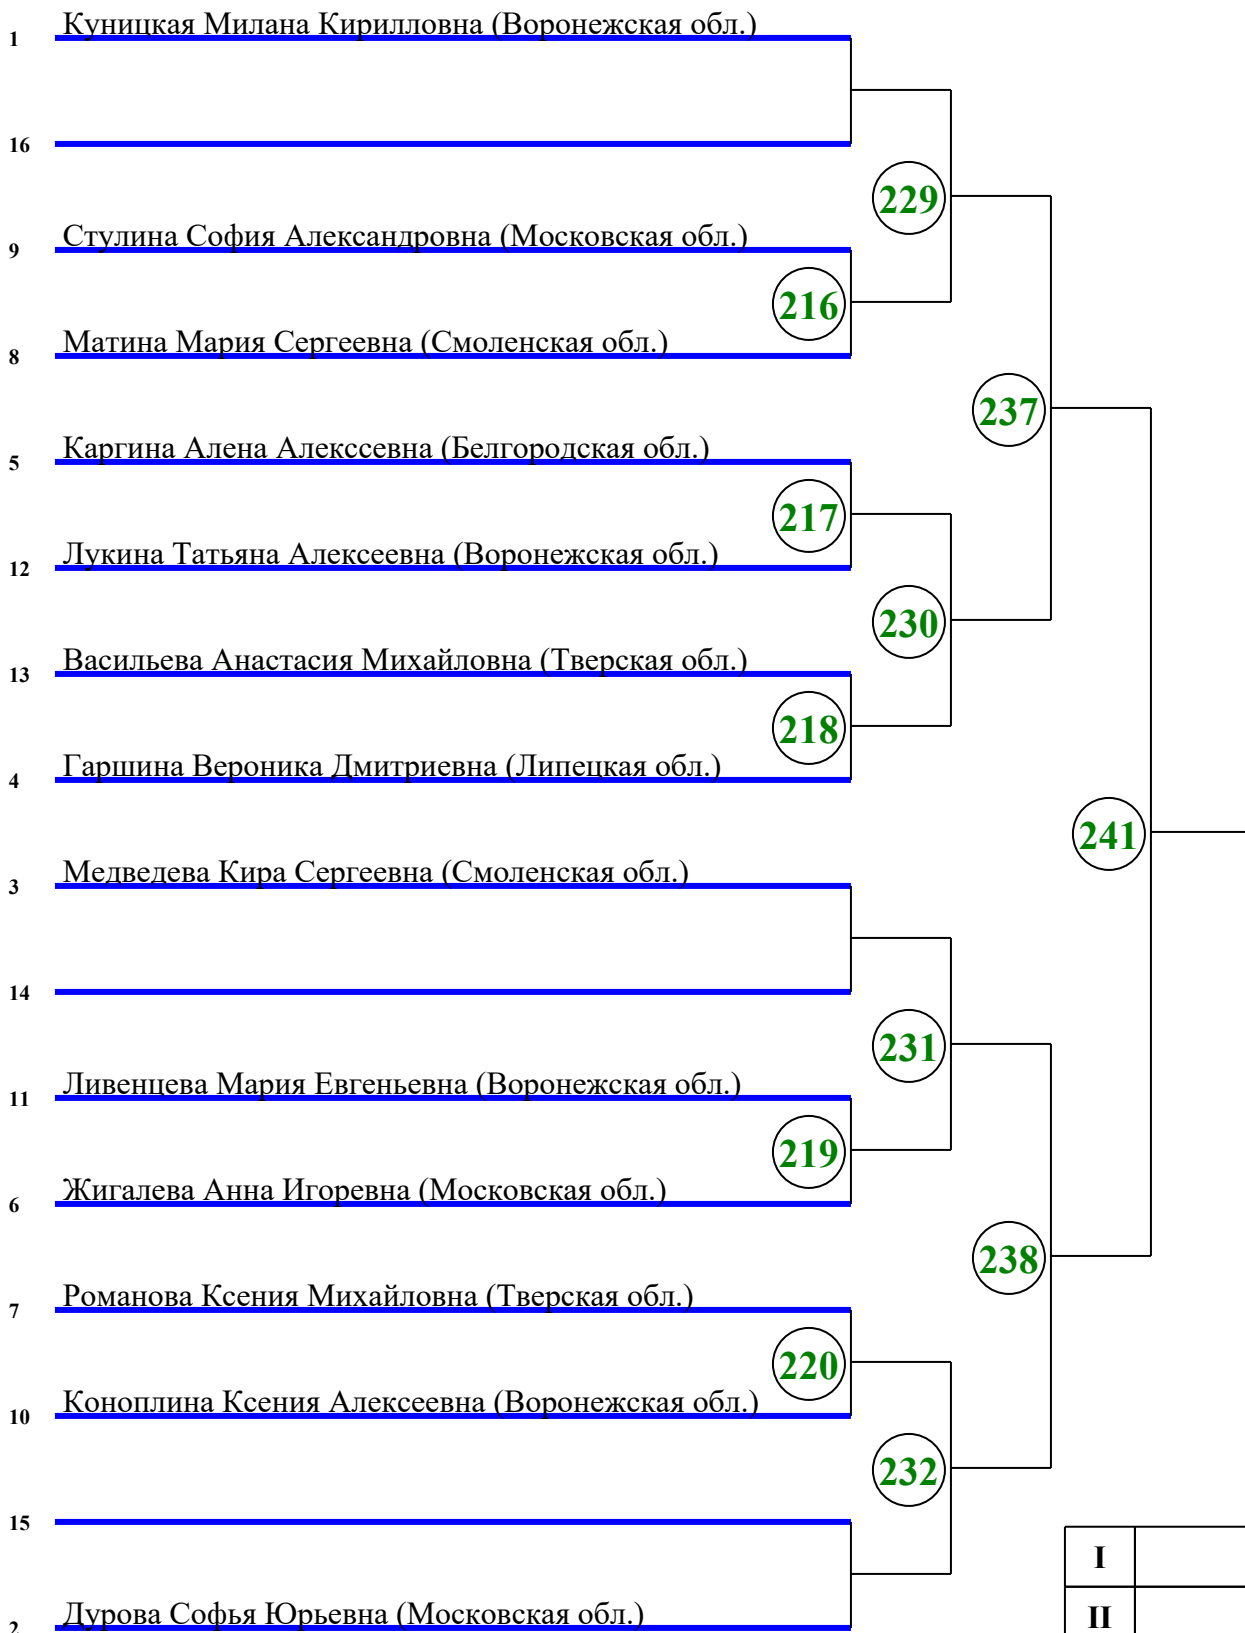 1 Куницкая Милана Кирилловна (Воронежская обл.)
16
229
9 Стулина София Александровна (Московская обл.)
216
8 Матина Мария Сергеевна (Смоленская обл.)
237
5 Каргина Алена Алекссевна (Белгородская обл.)
217
12 Лукина Татьяна Алексеевна (Воронежская обл.)
230
13 Васильева Анастасия Михайловна (Тверская обл.)
218
4 Гаршина Вероника Дмитриевна (Липецкая обл.)
241
3 Медведева Кира Сергеевна (Смоленская обл.)
14
231
11 Ливенцева Мария Евгеньевна (Воронежская обл.)
219
6 Жигалева Анна Игоревна (Московская обл.)
238
7 Романова Ксения Михайловна (Тверская обл.)
220
10 Коноплина Ксения Алексеевна (Воронежская обл.)
232
15
I
2 Дурова Софья Юрьевна (Московская обл.)
II